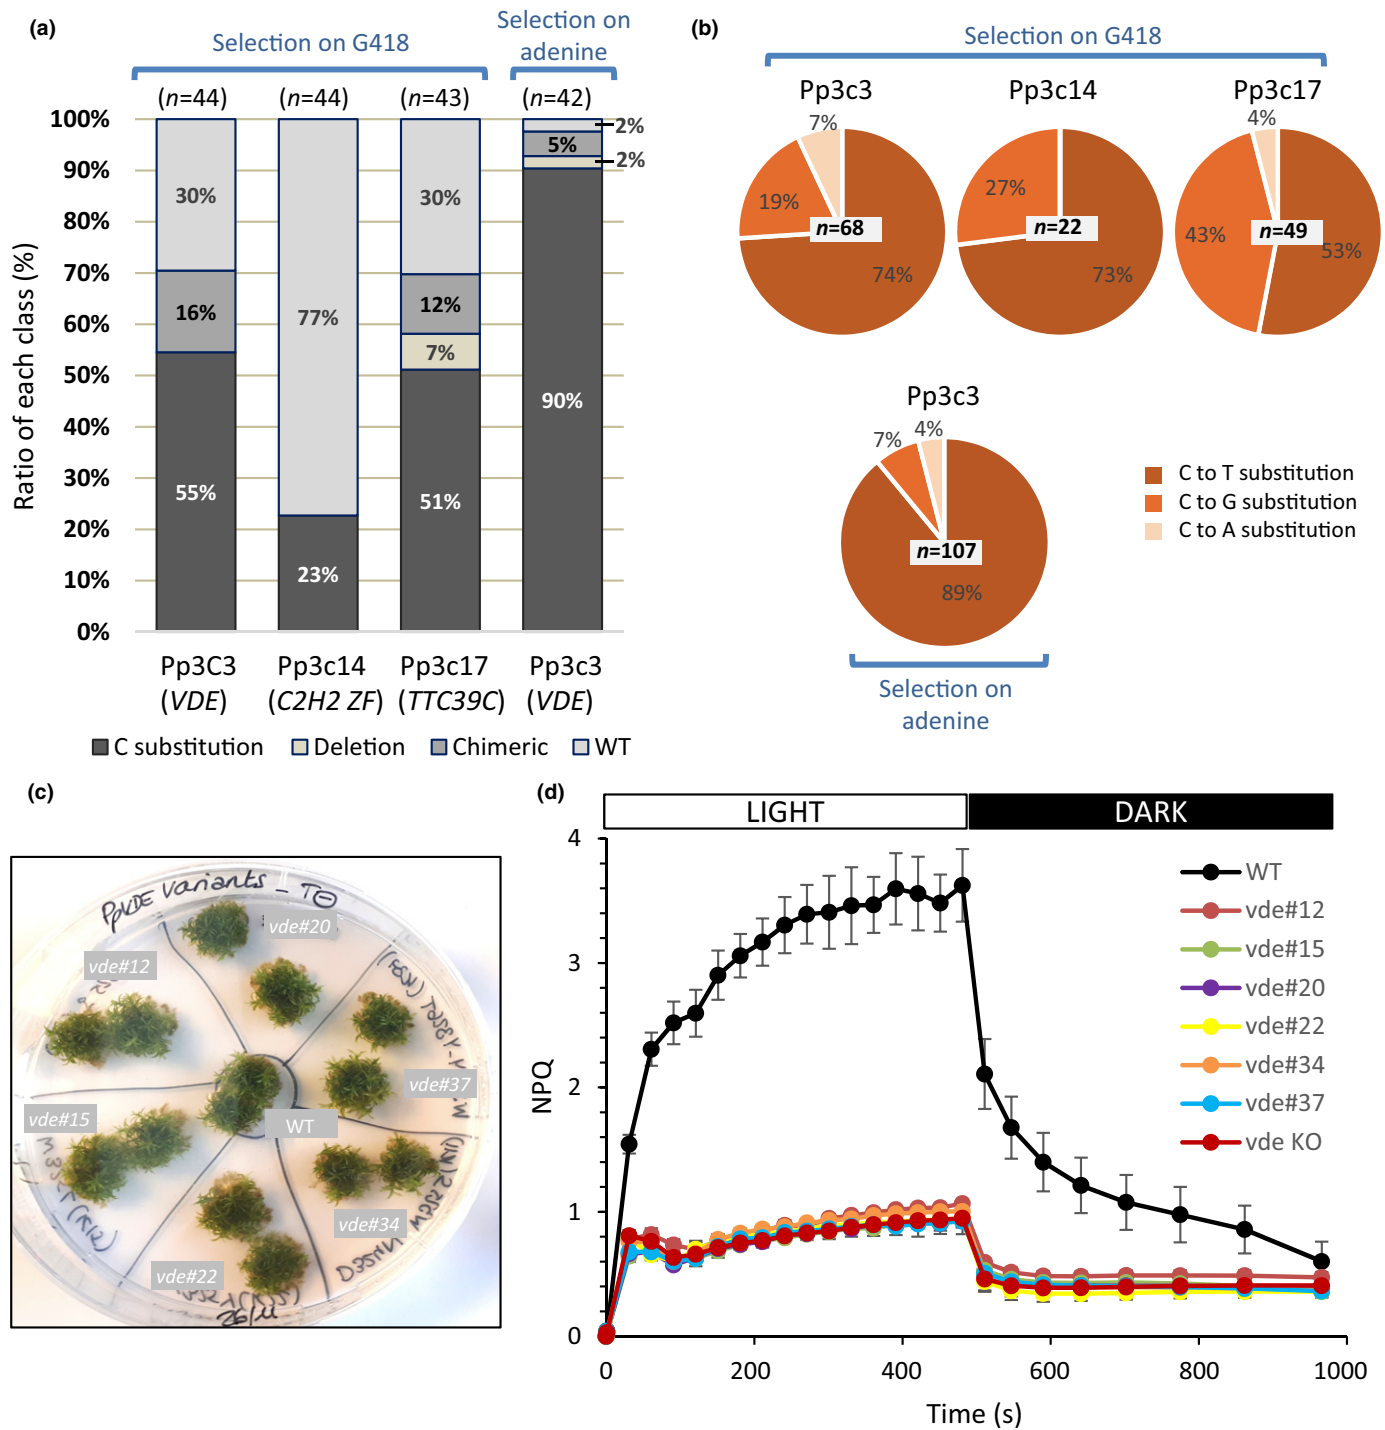 (a)
Selection on G418
Selection on
adenine
(n=44)
(n=44)
(n=43)
(n=42)
Ratio of each class (%)
100%
90%
80%
70%
60%
50%
40%
30%
20%
10%
0%
30%
16%
55%
77%
23%
30%
12%
7%
51%
2%
5%
2%
90%
Pp3C3
(VDE)
Pp3c14
(C2H2 ZF)
Pp3c17
(TTC39C)
Pp3c3
(VDE)
C substitution
Deletion
Chimeric
WT
(b)
Selection on G418
Pp3c3
7%
19%
n=68
74%
Pp3c14
27%
n=22
73%
Pp3c17
4%
43%
n=49
53%
Pp3c3
7%
4%
n=107
89%
Selection on
adenine
C to T substitution
C to G substitution
C to A substitution
(c)
PpVDE Variants _ T
vde#20
vde#12
vde#37
vde#15
WT
vde#34
vde#22
26/11
(d)
LIGHT
DARK
NPQ
4
3
2
1
0
0
200
400
600
800
1000
Time (s)
WT
vde#12
vde#15
vde#20
vde#22
vde#34
vde#37
vde KO